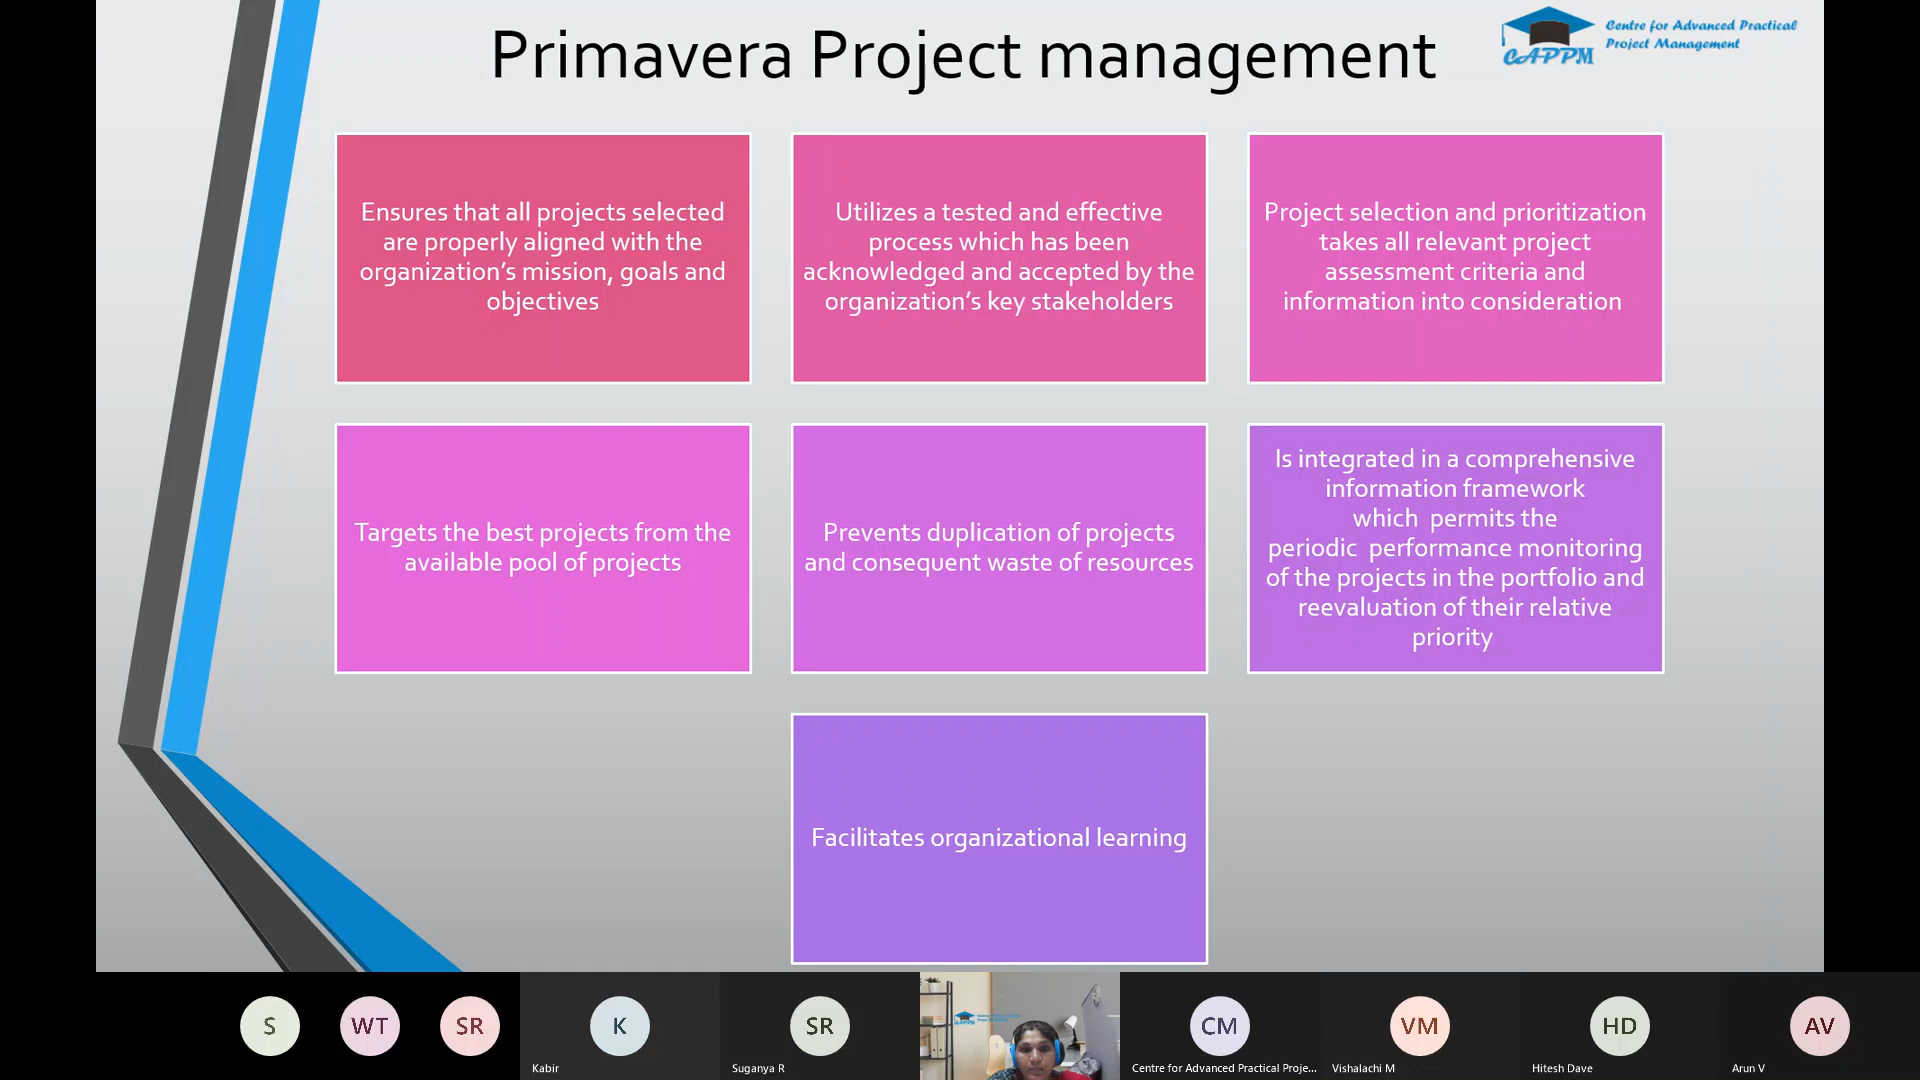 Primavera Project management
Centre for Advanced Practical
Project Management
CAPPM
Ensures that all projects selected
are properly aligned with the
organization’s mission, goals and
objectives
Utilizes a tested and effective
process which has been
acknowledged and accepted by the
organization’s key stakeholders
Project selection and prioritization
takes all relevant project
assessment criteria and
information into consideration
Targets the best projects from the
available pool of projects
Prevents duplication of projects
and consequent waste of resources
Is integrated in a comprehensive
information framework
which  permits the
periodic  performance monitoring
of the projects in the portfolio and
reevaluation of their relative
priority
Facilitates organizational learning
S
WT
SR
K
Kabir
SR
Suganya R
CM
Centre for Advanced Practical Proje...
VM
Vishalachi M
HD
Hitesh Dave
AV
Arun V